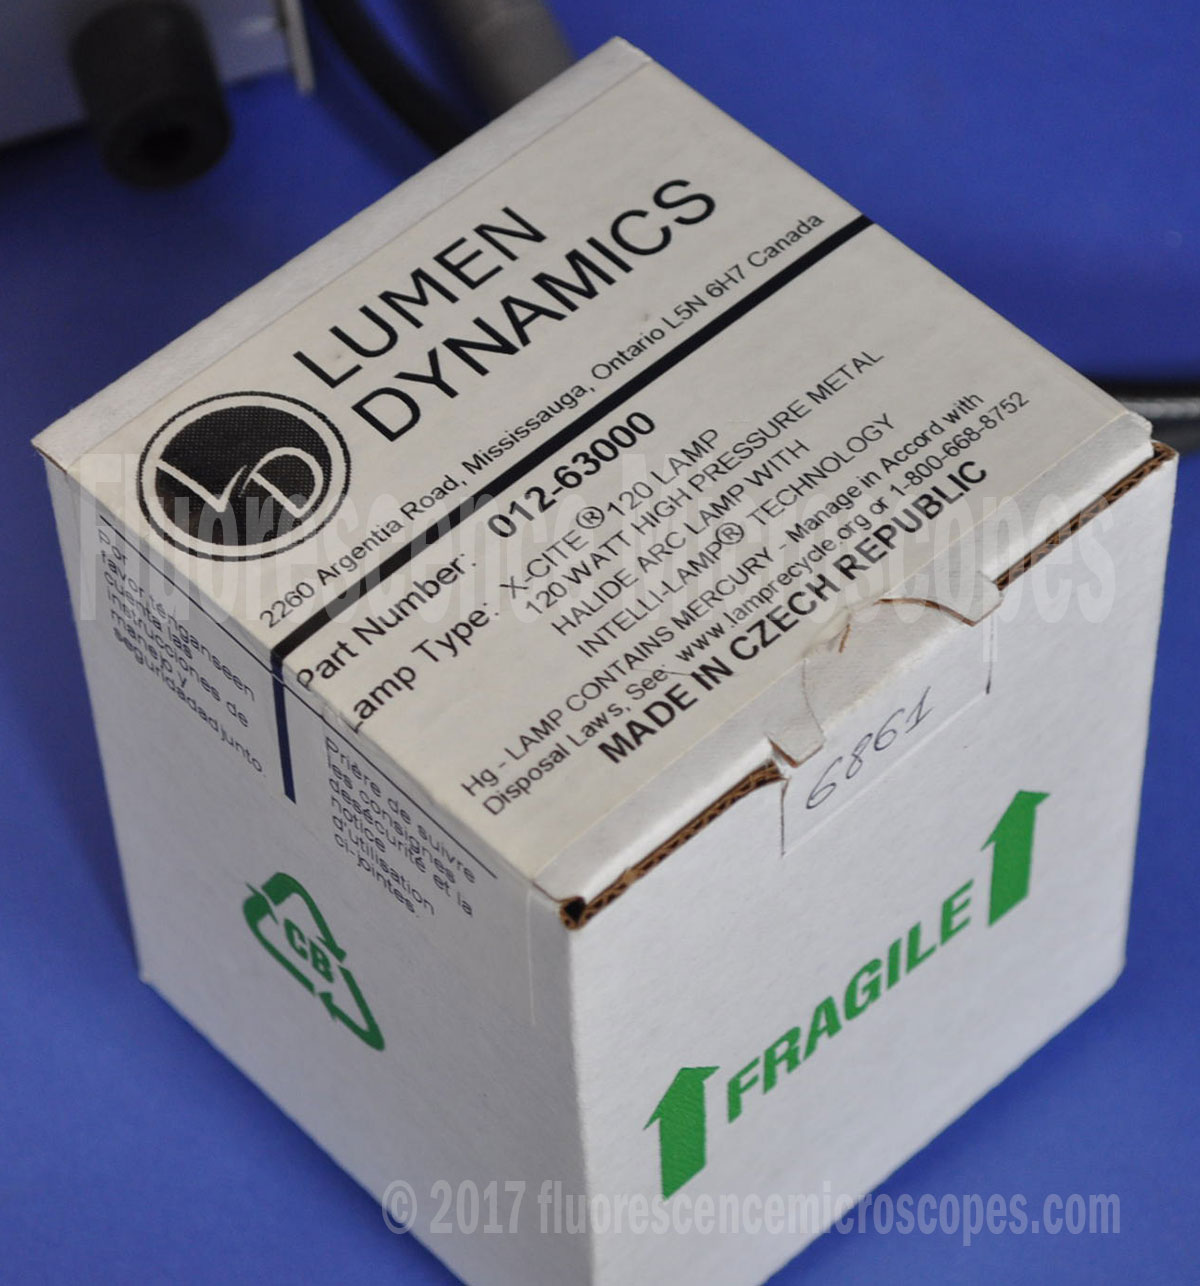 LUMEN
DYNAMICS
LD
2260 Argentia Road, Mississauga, Ontario L5N 6H7 Canada
Part Number: 012-63000
Lamp Type: X-CITE® 120 LAMP
120 WATT HIGH PRESSURE METAL
HALIDE ARC LAMP WITH
INTELLI-LAMP® TECHNOLOGY
Hg - LAMP CONTAINS MERCURY - Manage in Accord with
Disposal Laws, See: www.lamprecycle.org or 1-800-668-8752
MADE IN CZECH REPUBLIC
Por
favor ténganseen
cuenta las
instrucciones de
manejo y
seguridadadjunto.
Prière de suivre
les consignes
desécurité et la
notice
d'utilisation
ci-jointes.
CB
6861
FRAGILE
Fluorescence Microscopes
© 2017 fluorescencemicroscopes.com